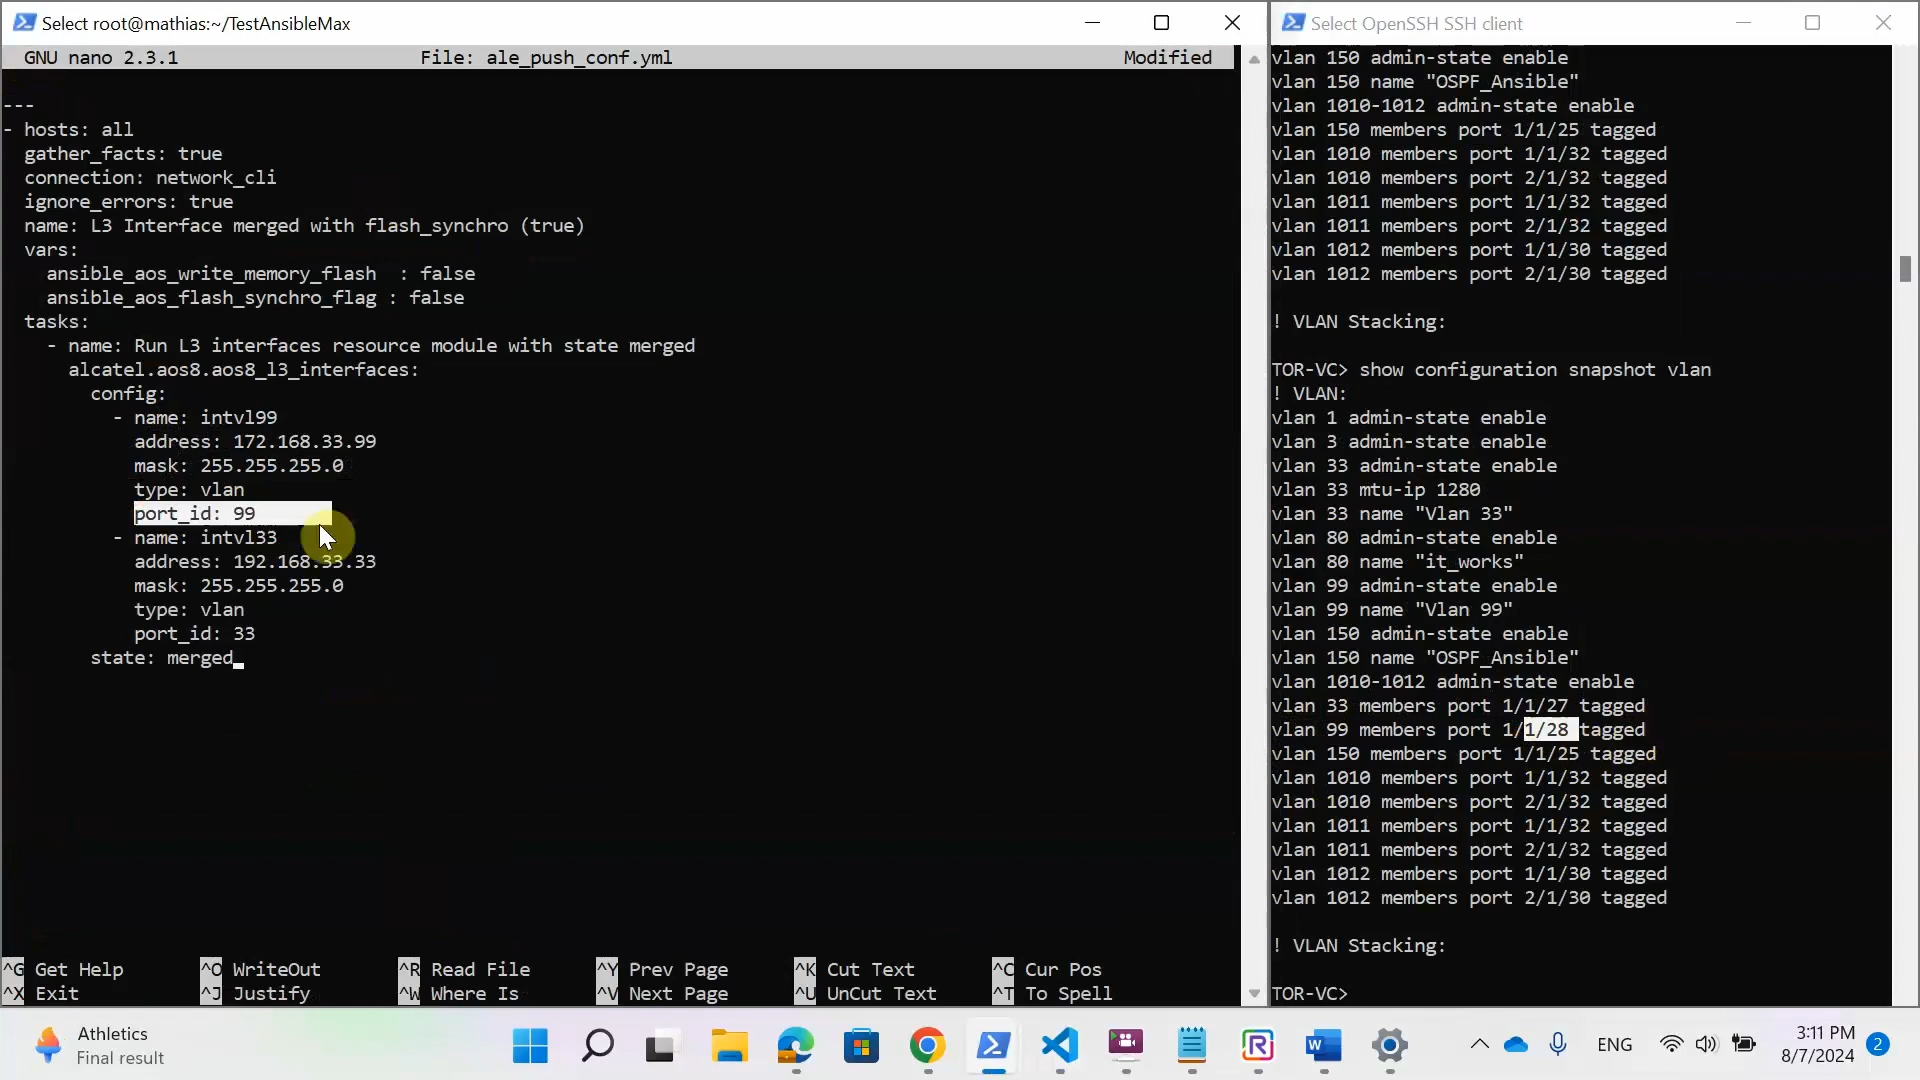 Select root@mathias:~/TestAnsibleMax
GNU nano 2.3.1 File: ale_push_conf.yml Modified
---
- hosts: all
gather_facts: true
connection: network_cli
ignore_errors: true
name: L3 Interface merged with flash_synchro (true)
vars:
ansible_aos_write_memory_flash : false
ansible_aos_flash_synchro_flag : false
tasks:
- name: Run L3 interfaces resource module with state merged
alcatel.aos8.aos8_l3_interfaces:
config:
- name: intvl99
address: 172.168.33.99
mask: 255.255.255.0
type: vlan
port_id: 99
- name: intvl33
address: 192.168.33.33
mask: 255.255.255.0
type: vlan
port_id: 33
state: merged
^G Get Help ^O WriteOut ^R Read File ^Y Prev Page ^K Cut Text ^C Cur Pos
^X Exit ^J Justify ^W Where Is ^V Next Page ^U UnCut Text ^T To Spell
Select OpenSSH SSH client
vlan 150 admin-state enable
vlan 150 name "OSPF_Ansible"
vlan 1010-1012 admin-state enable
vlan 150 members port 1/1/25 tagged
vlan 1010 members port 1/1/32 tagged
vlan 1010 members port 2/1/32 tagged
vlan 1011 members port 1/1/32 tagged
vlan 1011 members port 2/1/32 tagged
vlan 1012 members port 1/1/30 tagged
vlan 1012 members port 2/1/30 tagged
! VLAN Stacking:
TOR-VC> show configuration snapshot vlan
! VLAN:
vlan 1 admin-state enable
vlan 3 admin-state enable
vlan 33 admin-state enable
vlan 33 mtu-ip 1280
vlan 33 name "Vlan 33"
vlan 80 admin-state enable
vlan 80 name "it_works"
vlan 99 admin-state enable
vlan 99 name "Vlan 99"
vlan 150 admin-state enable
vlan 150 name "OSPF_Ansible"
vlan 1010-1012 admin-state enable
vlan 33 members port 1/1/27 tagged
vlan 99 members port 1/1/28 tagged
vlan 150 members port 1/1/25 tagged
vlan 1010 members port 1/1/32 tagged
vlan 1010 members port 2/1/32 tagged
vlan 1011 members port 1/1/32 tagged
vlan 1011 members port 2/1/32 tagged
vlan 1012 members port 1/1/30 tagged
vlan 1012 members port 2/1/30 tagged
! VLAN Stacking:
TOR-VC>
Athletics
Final result
ENG
3:11 PM
8/7/2024
2